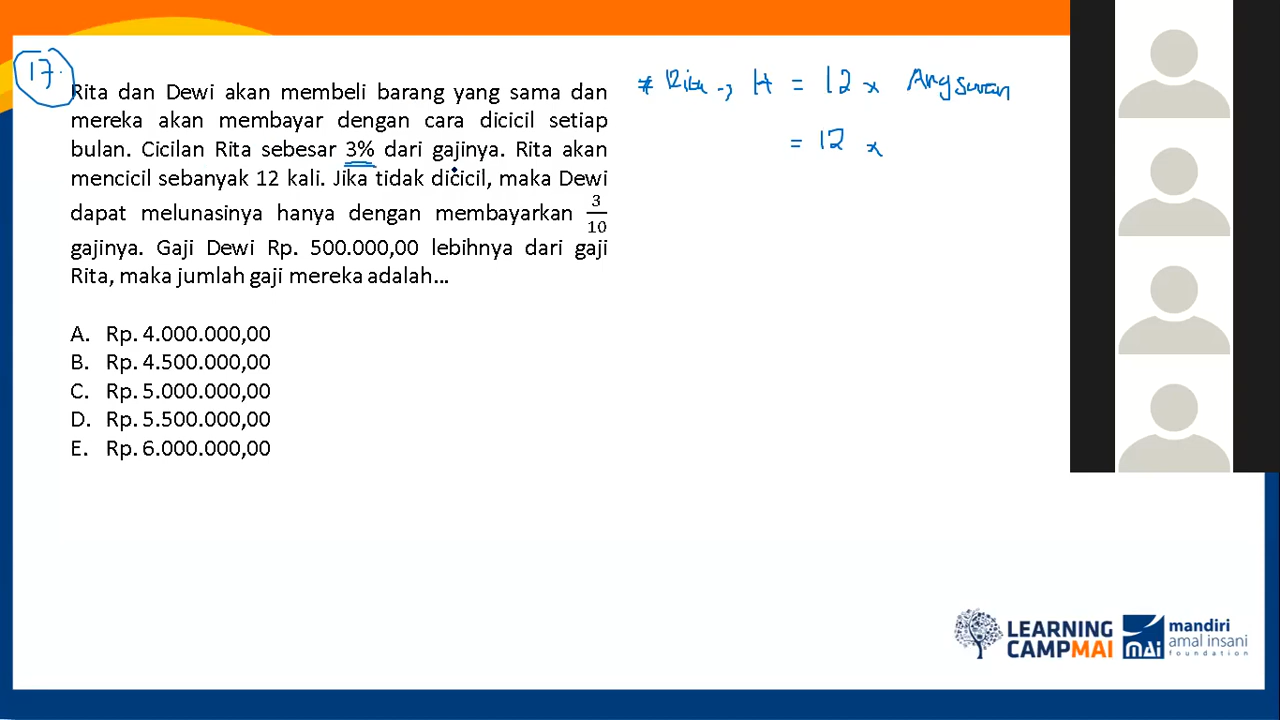 17.
Rita dan Dewi akan membeli barang yang sama dan
mereka akan membayar dengan cara dicicil setiap
bulan. Cicilan Rita sebesar 3% dari gajinya. Rita akan
mencicil sebanyak 12 kali. Jika tidak dicicil, maka Dewi
dapat melunasinya hanya dengan membayarkan 3/10
gajinya. Gaji Dewi Rp. 500.000,00 lebihnya dari gaji
Rita, maka jumlah gaji mereka adalah...
A. Rp. 4.000.000,00
B. Rp. 4.500.000,00
C. Rp. 5.000.000,00
D. Rp. 5.500.000,00
E. Rp. 6.000.000,00
* Rita → H = 12 x Angsuran
= 12 x
LEARNING
CAMPMAI
MAI
mandiri
amal insani
foundation